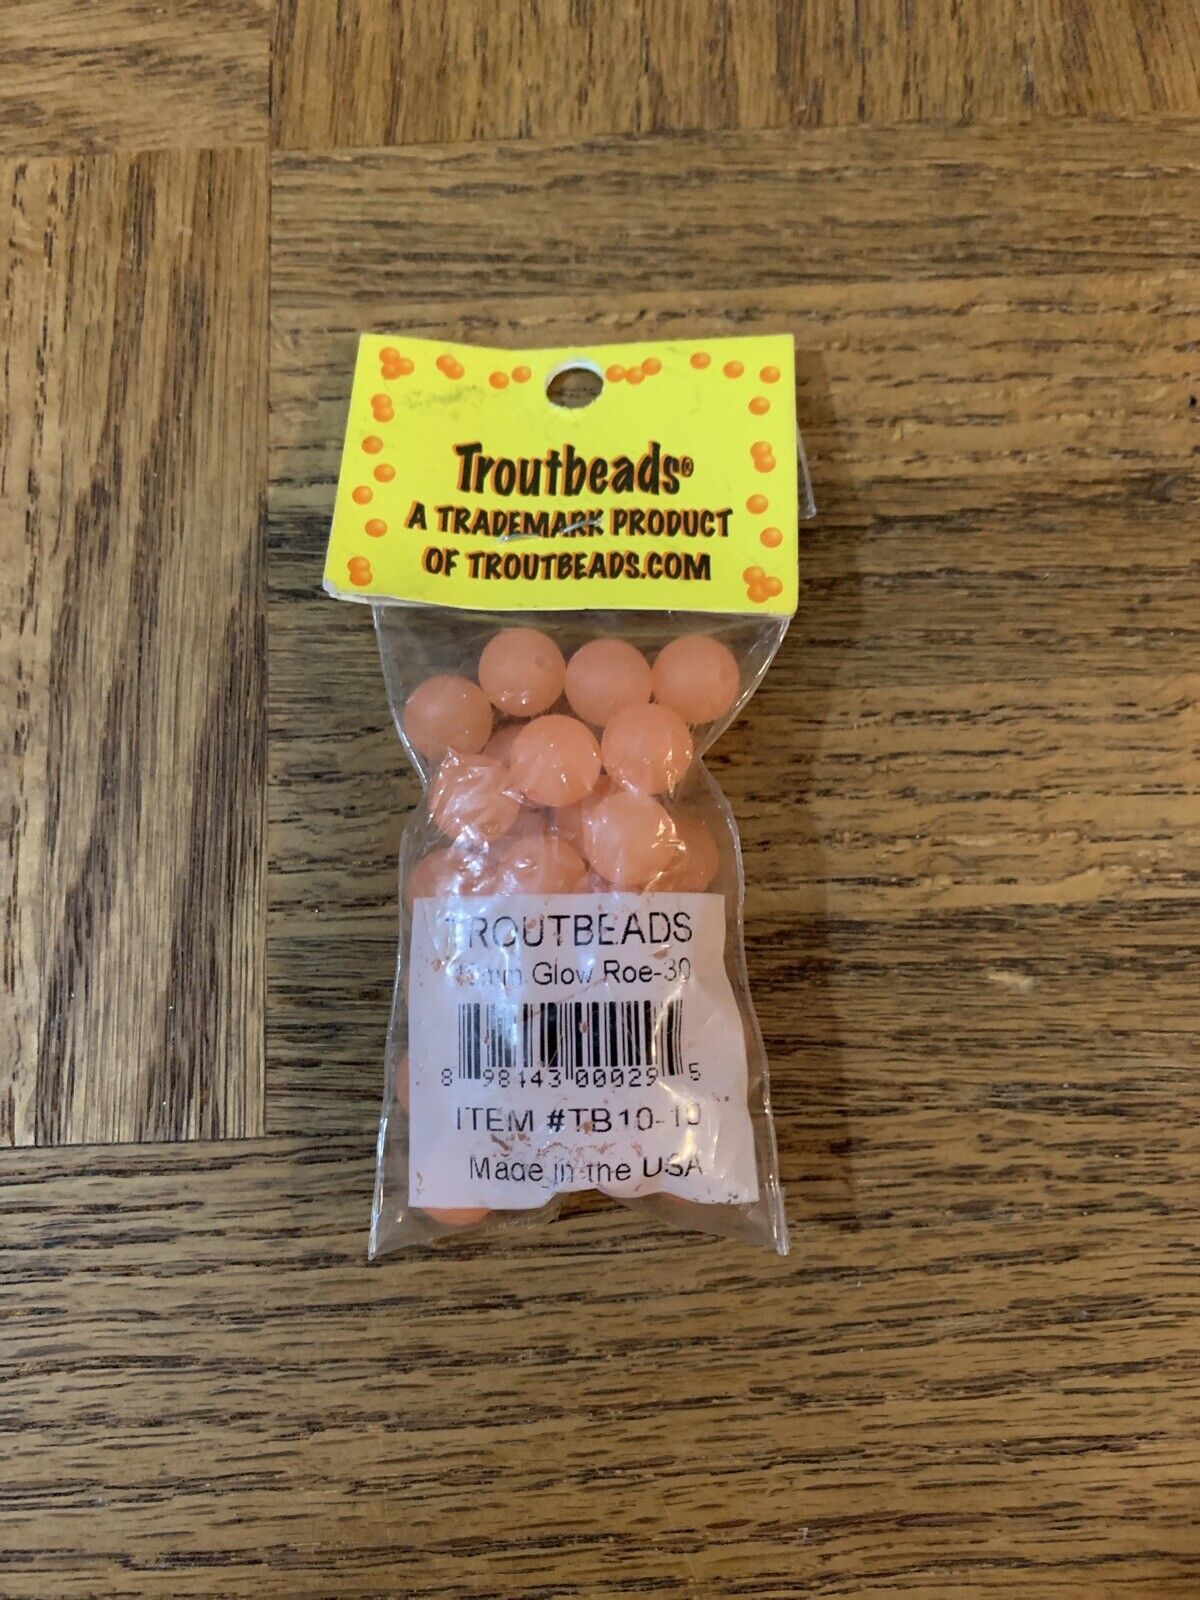 Troutbeads®
A TRADEMARK PRODUCT
OF TROUTBEADS.COM
TROUTBEADS
Glow Roe-30
8 98143 00029 5
ITEM #TB10-10
Made in the USA